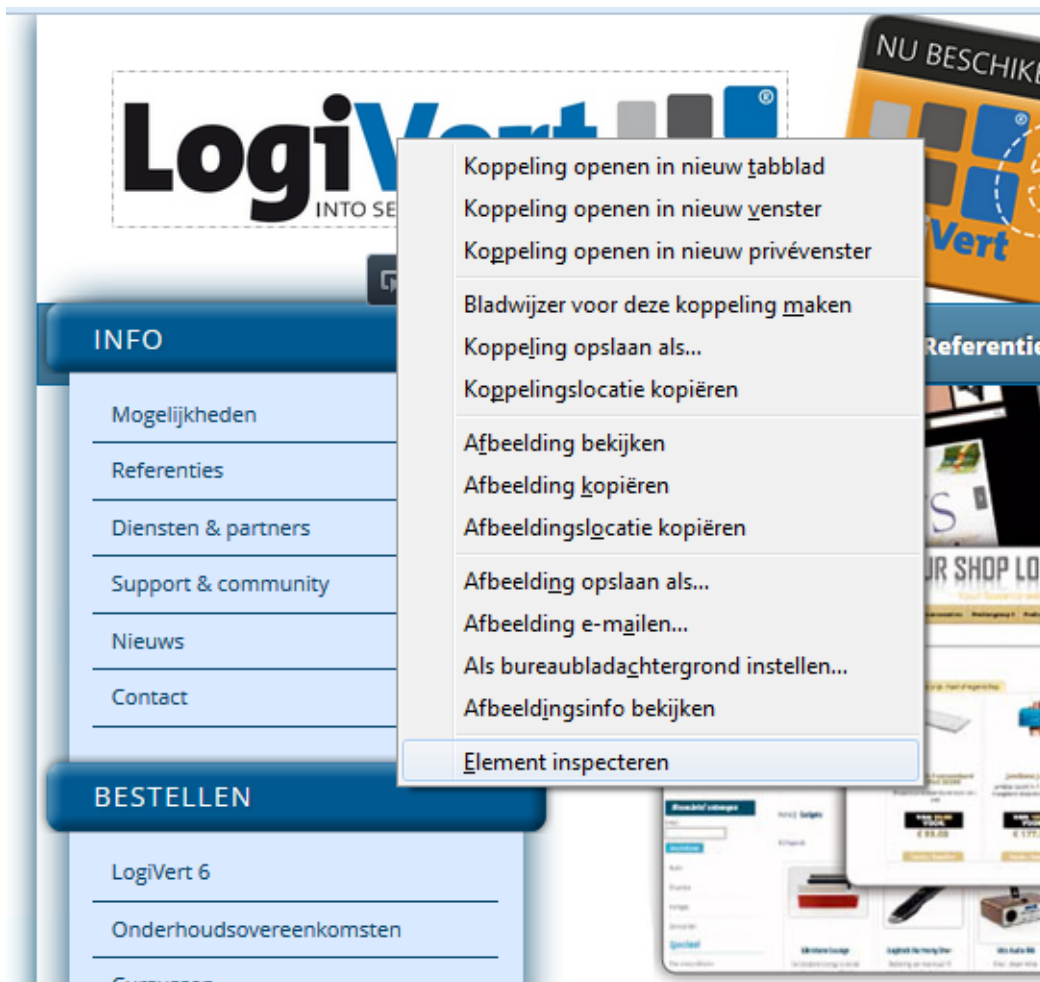 NU BESCHIK
LogiVert
INTO SE
Vert
Koppeling openen in nieuw tabblad
Koppeling openen in nieuw venster
Koppeling openen in nieuw privévenster
Bladwijzer voor deze koppeling maken
Koppeling opslaan als...
Koppelingslocatie kopiëren
Afbeelding bekijken
Afbeelding kopiëren
Afbeeldingslocatie kopiëren
Afbeelding opslaan als...
Afbeelding e-mailen...
Als bureaubladachtergrond instellen...
Afbeeldingsinfo bekijken
Element inspecteren
INFO
Mogelijkheden
Referenties
Diensten & partners
Support & community
Nieuws
Contact
BESTELLEN
LogiVert 6
Onderhoudsovereenkomsten
Referentie
UR SHOP LO